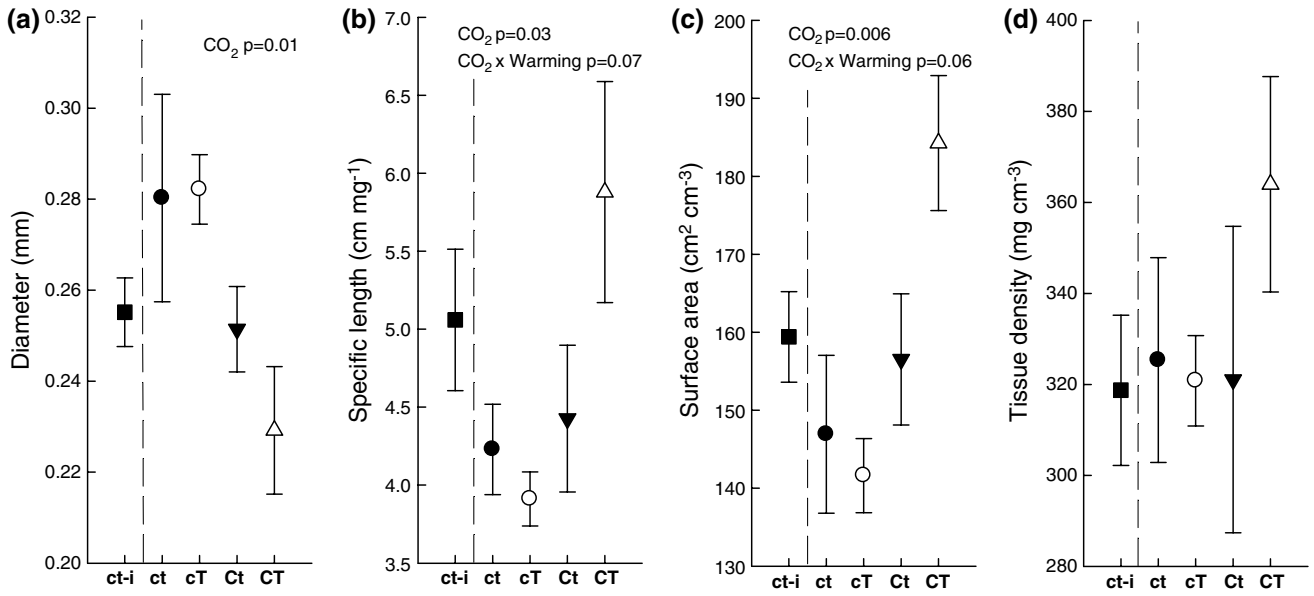 (a)
0.32
0.30
0.28
0.26
0.24
0.22
0.20
Diameter (mm)
CO₂ p=0.01
ct-i ct cT Ct CT
(b)
7.0
6.5
6.0
5.5
5.0
4.5
4.0
3.5
Specific length (cm mg⁻¹)
CO₂ p=0.03
CO₂ x Warming p=0.07
ct-i ct cT Ct CT
(c)
200
190
180
170
160
150
140
130
Surface area (cm² cm⁻³)
CO₂ p=0.006
CO₂ x Warming p=0.06
ct-i ct cT Ct CT
(d)
400
380
360
340
320
300
280
Tissue density (mg cm⁻³)
ct-i ct cT Ct CT